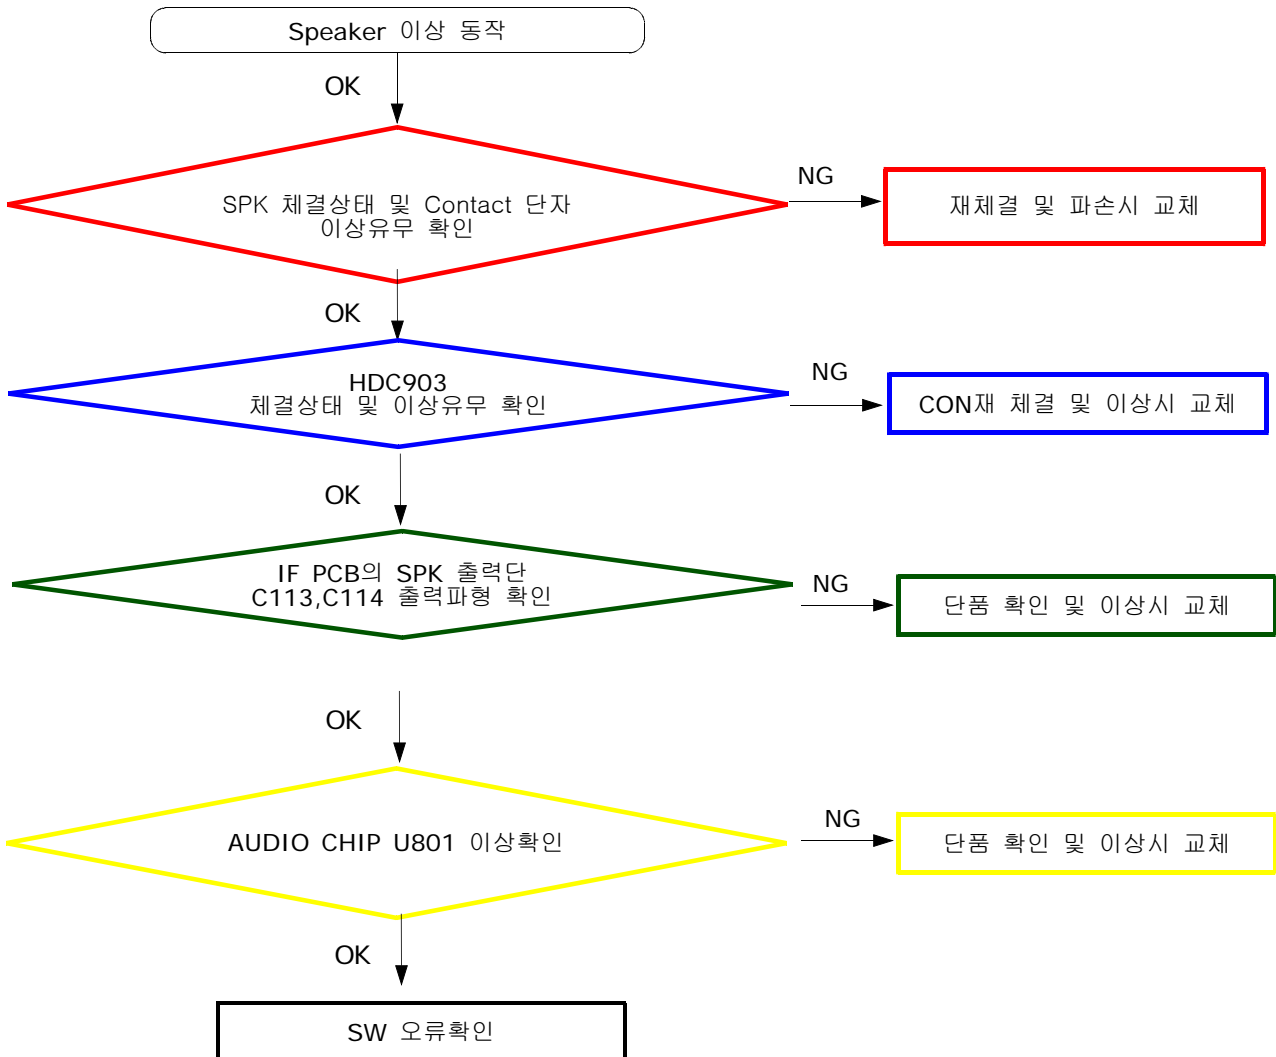 Speaker 이상 동작
OK
SPK 체결상태 및 Contact 단자
이상유무 확인
NG
재체결 및 파손시 교체
OK
HDC903
체결상태 및 이상유무 확인
NG
CON재 체결 및 이상시 교체
OK
IF PCB의 SPK 출력단
C113,C114 출력파형 확인
NG
단품 확인 및 이상시 교체
OK
AUDIO CHIP U801 이상확인
NG
단품 확인 및 이상시 교체
OK
SW 오류확인